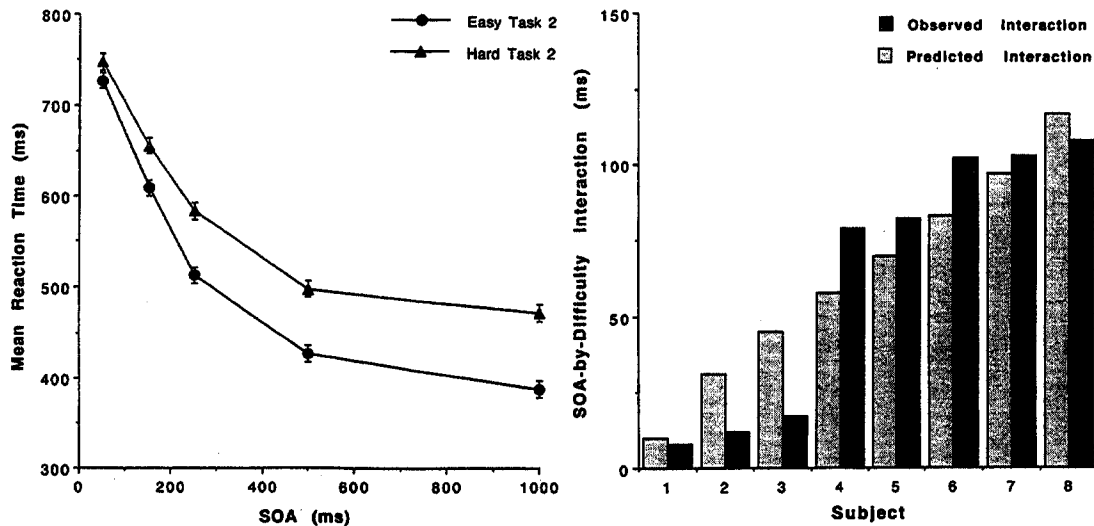 800
700
600
500
400
300
0
200
400
600
800
1000
Mean Reaction Time (ms)
SOA (ms)
Easy Task 2
Hard Task 2
150
100
50
0
1 2 3 4 5 6 7 8
SOA-by-Difficulty Interaction (ms)
Subject
Observed Interaction
Predicted Interaction